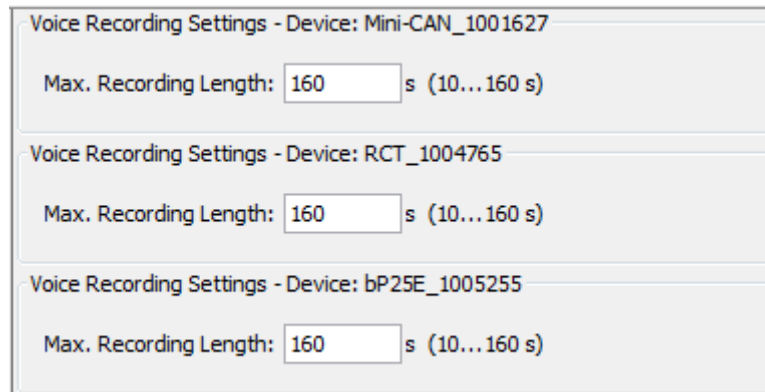 Voice Recording Settings - Device: Mini-CAN_1001627
Max. Recording Length: 160 s (10...160 s)
Voice Recording Settings - Device: RCT_1004765
Max. Recording Length: 160 s (10...160 s)
Voice Recording Settings - Device: bP25E_1005255
Max. Recording Length: 160 s (10...160 s)